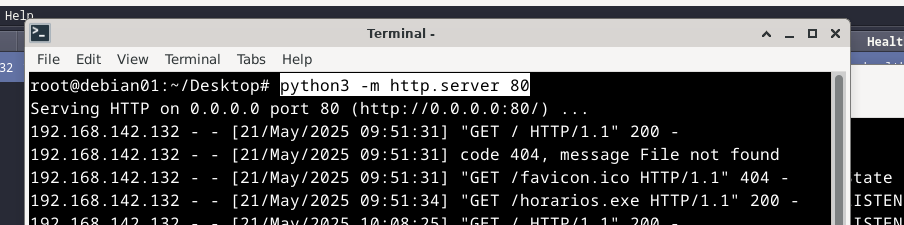 Help
Terminal -
Health
File Edit View Terminal Tabs Help
32
root@debian01:~/Desktop# python3 -m http.server 80
Serving HTTP on 0.0.0.0 port 80 (http://0.0.0.0:80/) ...
192.168.142.132 - - [21/May/2025 09:51:31] "GET / HTTP/1.1" 200 -
192.168.142.132 - - [21/May/2025 09:51:31] code 404, message File not found
192.168.142.132 - - [21/May/2025 09:51:31] "GET /favicon.ico HTTP/1.1" 404 -
tate
192.168.142.132 - - [21/May/2025 09:51:34] "GET /horarios.exe HTTP/1.1" 200 -
ISTEN
192.168.142.132 - - [21/May/2025 10:08:25] "GET / HTTP/1.1" 200 -
ISTEN